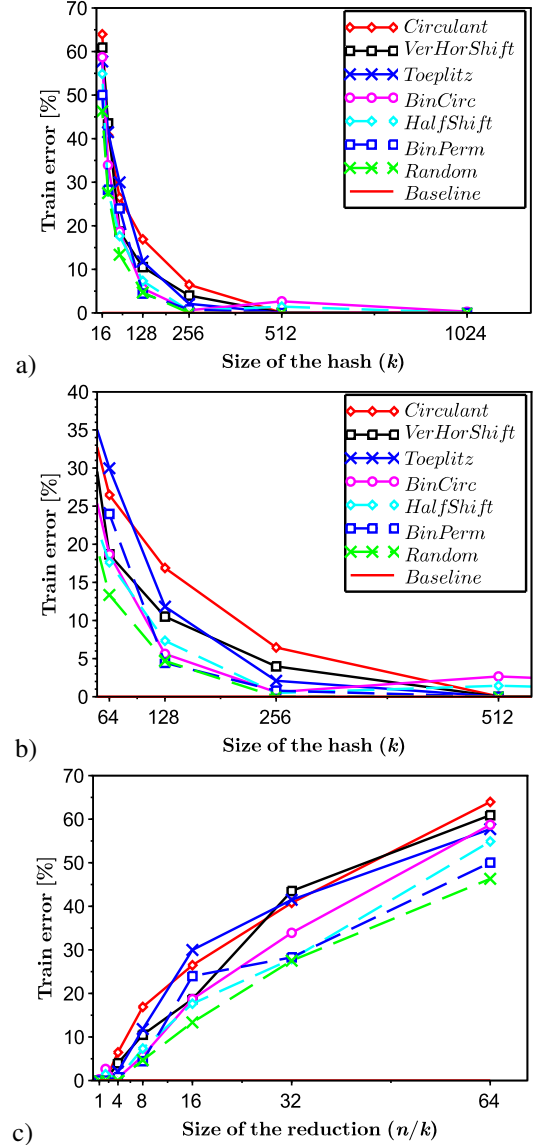 70
60
50
40
30
20
10
0
Train error [%]
Circulant
VerHorShift
Toeplitz
BinCirc
HalfShift
BinPerm
Random
Baseline
16 128 256 512 1024
a) Size of the hash (k)
40
35
30
25
20
15
10
5
0
Train error [%]
Circulant
VerHorShift
Toeplitz
BinCirc
HalfShift
BinPerm
Random
Baseline
64 128 256 512
b) Size of the hash (k)
70
60
50
40
30
20
10
0
Train error [%]
1 4 8 16 32 64
c) Size of the reduction (n/k)